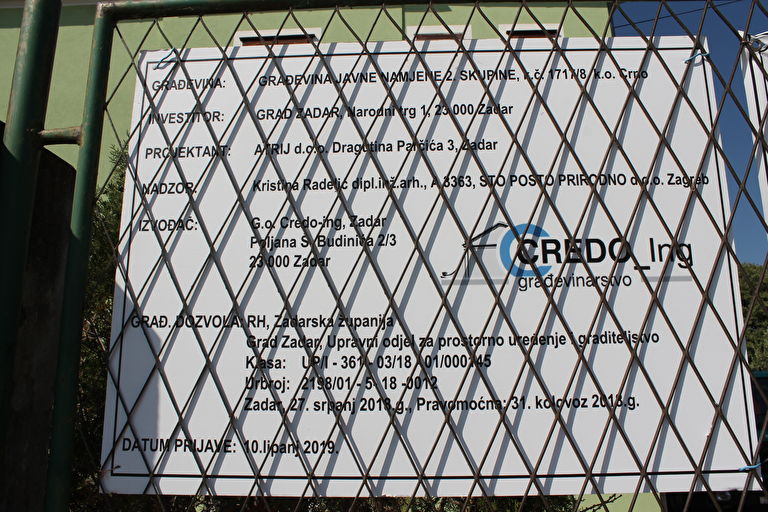 GRAĐEVINA: GRAĐEVINA JAVNE NAMJENE 2. SKUPINE, k.č. 1717/8 k.o. Crno
INVESTITOR: GRAD ZADAR, Narodni trg 1, 23 000 Zadar
PROJEKTANT: ATRIJ d.o.o. Dragutina Parčića 3, Zadar
NADZOR: Kristina Radelić dipl.inž.arh., A 3363, STO POSTO PRIRODNO d.o.o. Zagreb
IZVOĐAČ: G.o. Credo-ing, Zadar
Poljana S. Budinića 2/3
23 000 Zadar
CREDO_Ing
građevinarstvo
GRAĐ. DOZVOLA: RH, Zadarska županija
Grad Zadar, Upravni odjel za prostorno uređenje i graditeljstvo
Klasa: UP/I - 361 - 03/18 - 01/000145
Urbroj: 2198/01 - 5 - 18 -0012
Zadar, 27. srpanj 2018.g., Pravomoćna: 31. kolovoz 2018.g.
DATUM PRIJAVE: 10.lipanj 2019.